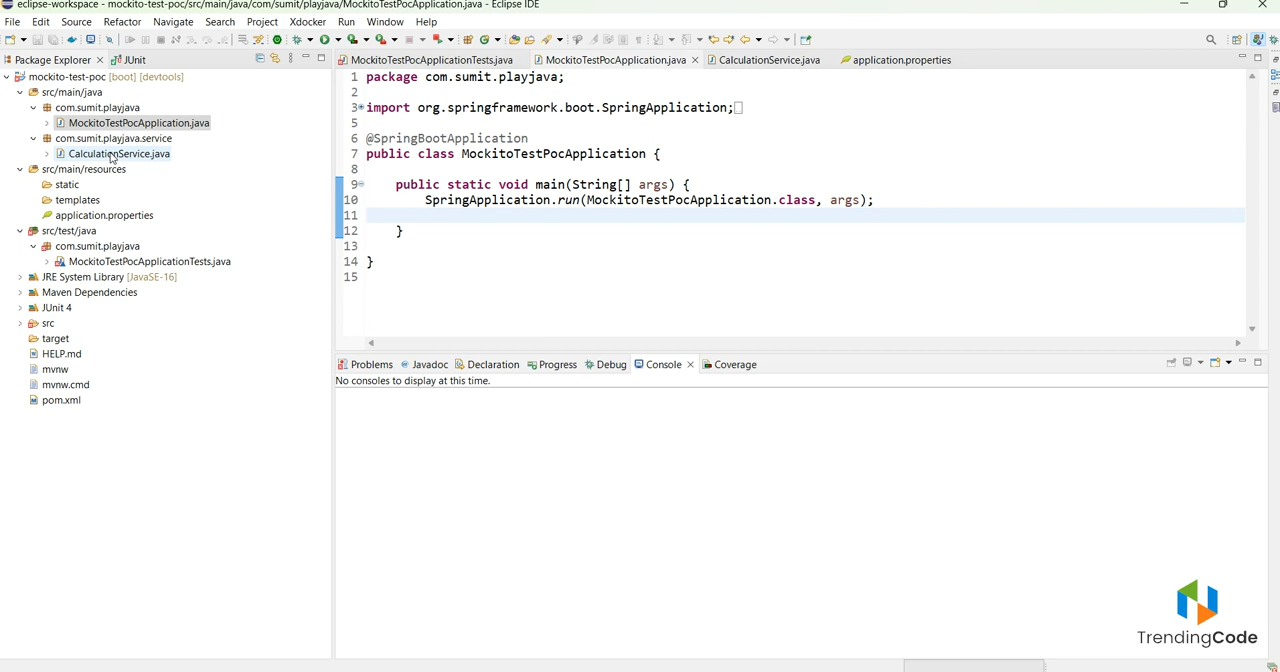 eclipse-workspace - mockito-test-poc/src/main/java/com/sumit/playjava/MockitoTestPocApplication.java - Eclipse IDE
File Edit Source Refactor Navigate Search Project Xdocker Run Window Help
Package Explorer JUnit
MockitoTestPocApplicationTests.java MockitoTestPocApplication.java CalculationService.java application.properties
mockito-test-poc [boot] [devtools]
src/main/java
com.sumit.playjava
MockitoTestPocApplication.java
com.sumit.playjava.service
CalculationService.java
src/main/resources
static
templates
application.properties
src/test/java
com.sumit.playjava
MockitoTestPocApplicationTests.java
JRE System Library [JavaSE-16]
Maven Dependencies
JUnit 4
src
target
HELP.md
mvnw
mvnw.cmd
pom.xml
1 package com.sumit.playjava;
2
3 import org.springframework.boot.SpringApplication;
5
6 @SpringBootApplication
7 public class MockitoTestPocApplication {
8
9 public static void main(String[] args) {
10 SpringApplication.run(MockitoTestPocApplication.class, args);
11
12 }
13
14 }
15
Problems Javadoc Declaration Progress Debug Console Coverage
No consoles to display at this time.
TrendingCode